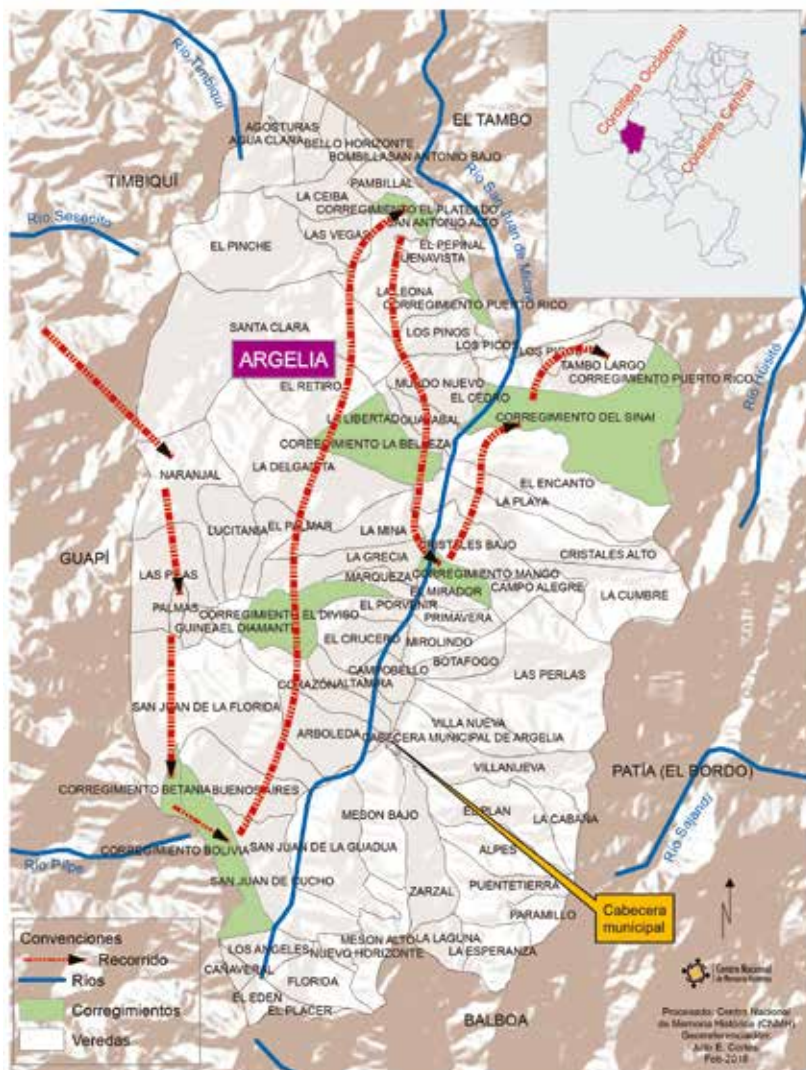 Río Timbiquí
AGOSTURAS
AGUA CLARA
BELLO HORIZONTE
BOMBILLA
SAN ANTONIO BAJO
EL TAMBO
Cordillera Occidental
Cordillera Central
TIMBIQUÍ
PAMBILLAL
LA CEIBA
CORREGIMIENTO EL PLATEADO
SAN ANTONIO ALTO
Río San Juan de Micay
Río Sesecito
LAS VEGAS
EL PINCHE
EL PEPINAL
BUENAVISTA
LA LEONA
CORREGIMIENTO PUERTO RICO
SANTA CLARA
LOS PINOS
LOS PICOS
ARGELIA
TAMBO LARGO
CORREGIMIENTO PUERTO RICO
EL RETIRO
MUNDO NUEVO
EL CEDRO
LA LIBERTAD
CORREGIMIENTO DEL SINAI
CORREGIMIENTO LA BELLEZA
LA DELGADITA
NARANJAL
EL ENCANTO
LA PLAYA
LUCITANIA
EL PALMAR
LA MINA
CRISTALES BAJO
GUAPÍ
LA GRECIA
CRISTALES ALTO
LAS PILAS
MARQUEZA
CORREGIMIENTO MANGO
CAMPO ALEGRE
EL MIRADOR
LA CUMBRE
PALMAS
CORREGIMIENTO EL DIVISO
EL PORVENIR
PRIMAVERA
GUINEA
EL DIAMANTE
EL CRUCERO
MIROLINDO
BOTAFOGO
CAMPOBELLO
LAS PERLAS
CORAZÓN
ALTAMIRA
SAN JUAN DE LA FLORIDA
ARBOLEDA
VILLA NUEVA
CABECERA MUNICIPAL DE ARGELIA
VILLANUEVA
PATÍA (EL BORDO)
CORREGIMIENTO BETANIA
BUENOS AIRES
MESON BAJO
EL PLAN
LA CABAÑA
CORREGIMIENTO BOLIVIA
SAN JUAN DE LA GUADUA
ALPES
Río Sajandí
SAN JUAN DE CUCHO
ZARZAL
PUENTETIERRA
PARAMILLO
Cabecera
municipal
LOS ANGELES
MESON ALTO
LA LAGUNA
NUEVO HORIZONTE
LA ESPERANZA
CAÑAVERAL
FLORIDA
EL EDEN
EL PLACER
BALBOA
Convenciones
Recorrido
Ríos
Corregimientos
Veredas
Centro Nacional
de Memoria Histórica
Procesado: Centro Nacional
de Memoria Histórica (CNMH)
Georeferenciación:
Julio E. Cortés
Feb-2018